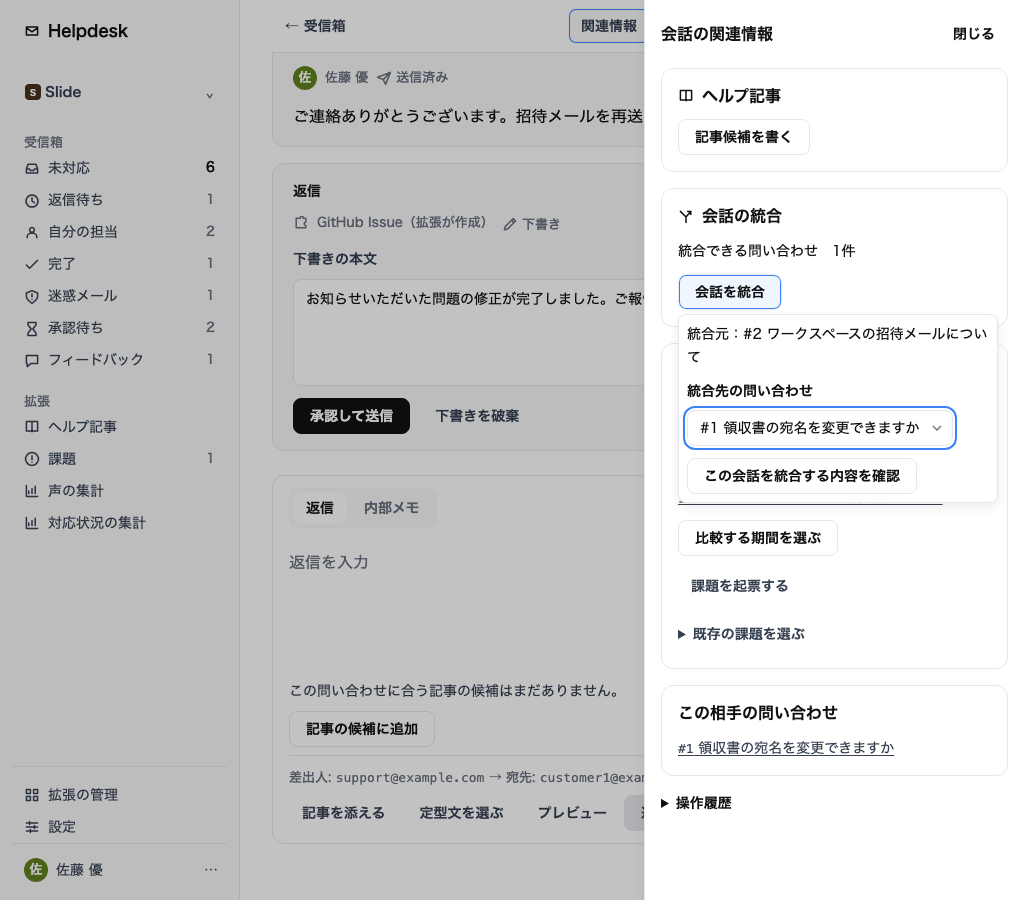 Helpdesk
S Slide
受信箱
未対応 6
返信待ち 1
自分の担当 2
完了 1
迷惑メール 1
承認待ち 2
フィードバック 1
拡張
ヘルプ記事
課題 1
声の集計
対応状況の集計
拡張の管理
設定
佐 佐藤 優 ···
← 受信箱
関連情報
佐 佐藤 優 送信済み
ご連絡ありがとうございます。招待メールを再送
返信
GitHub Issue（拡張が作成） 下書き
下書きの本文
お知らせいただいた問題の修正が完了しました。ご報
承認して送信 下書きを破棄
返信 内部メモ
返信を入力
この問い合わせに合う記事の候補はまだありません。
記事の候補に追加
差出人: support@example.com → 宛先: customer1@exam
記事を添える 定型文を選ぶ プレビュー
会話の関連情報 閉じる
ヘルプ記事
記事候補を書く
会話の統合
統合できる問い合わせ 1件
会話を統合
統合元：#2 ワークスペースの招待メールについ
て
統合先の問い合わせ
#1 領収書の宛名を変更できますか
この会話を統合する内容を確認
比較する期間を選ぶ
課題を起票する
▶ 既存の課題を選ぶ
この相手の問い合わせ
#1 領収書の宛名を変更できますか
▶ 操作履歴